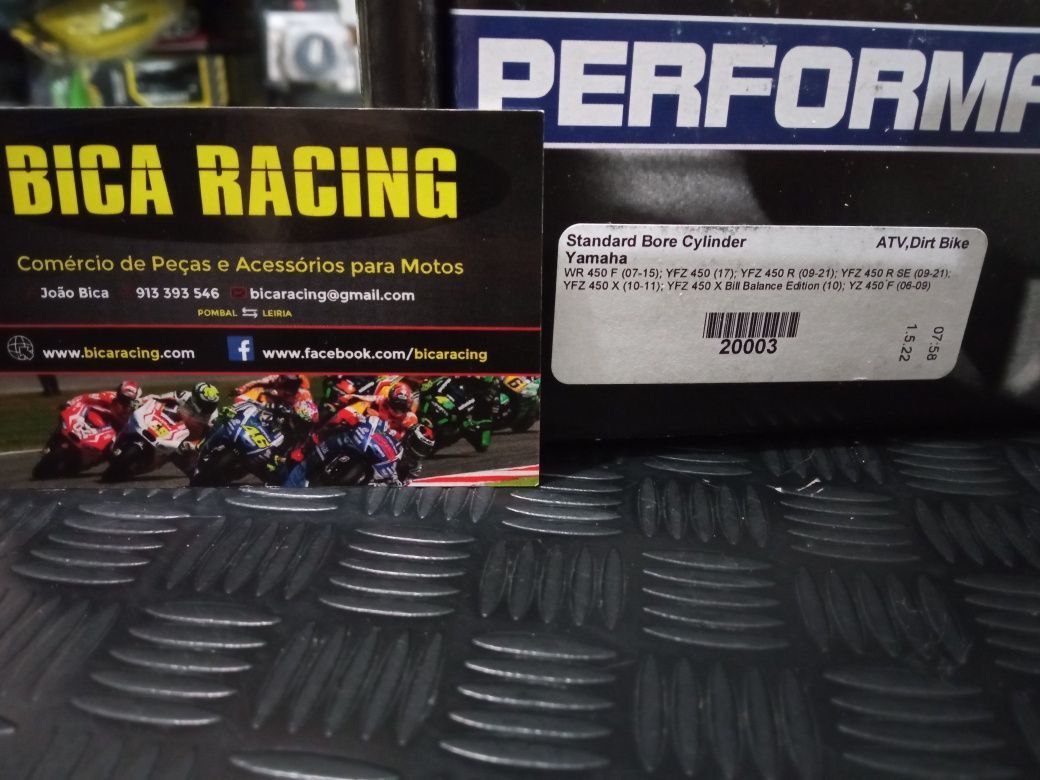 PERFORMA
BICA RACING
Comércio de Peças e Acessórios para Motos
João Bica 913 393 546 bicaracing@gmail.com
POMBAL LEIRIA
www.bicaracing.com www.facebook.com/bicaracing
46
Standard Bore Cylinder ATV,Dirt Bike
Yamaha
WR 450 F (07-15); YFZ 450 (17); YFZ 450 R (09-21); YFZ 450 R SE (09-21);
YFZ 450 X (10-11); YFZ 450 X Bill Balance Edition (10); YZ 450 F (06-09)
20003
07:58
1.5.22